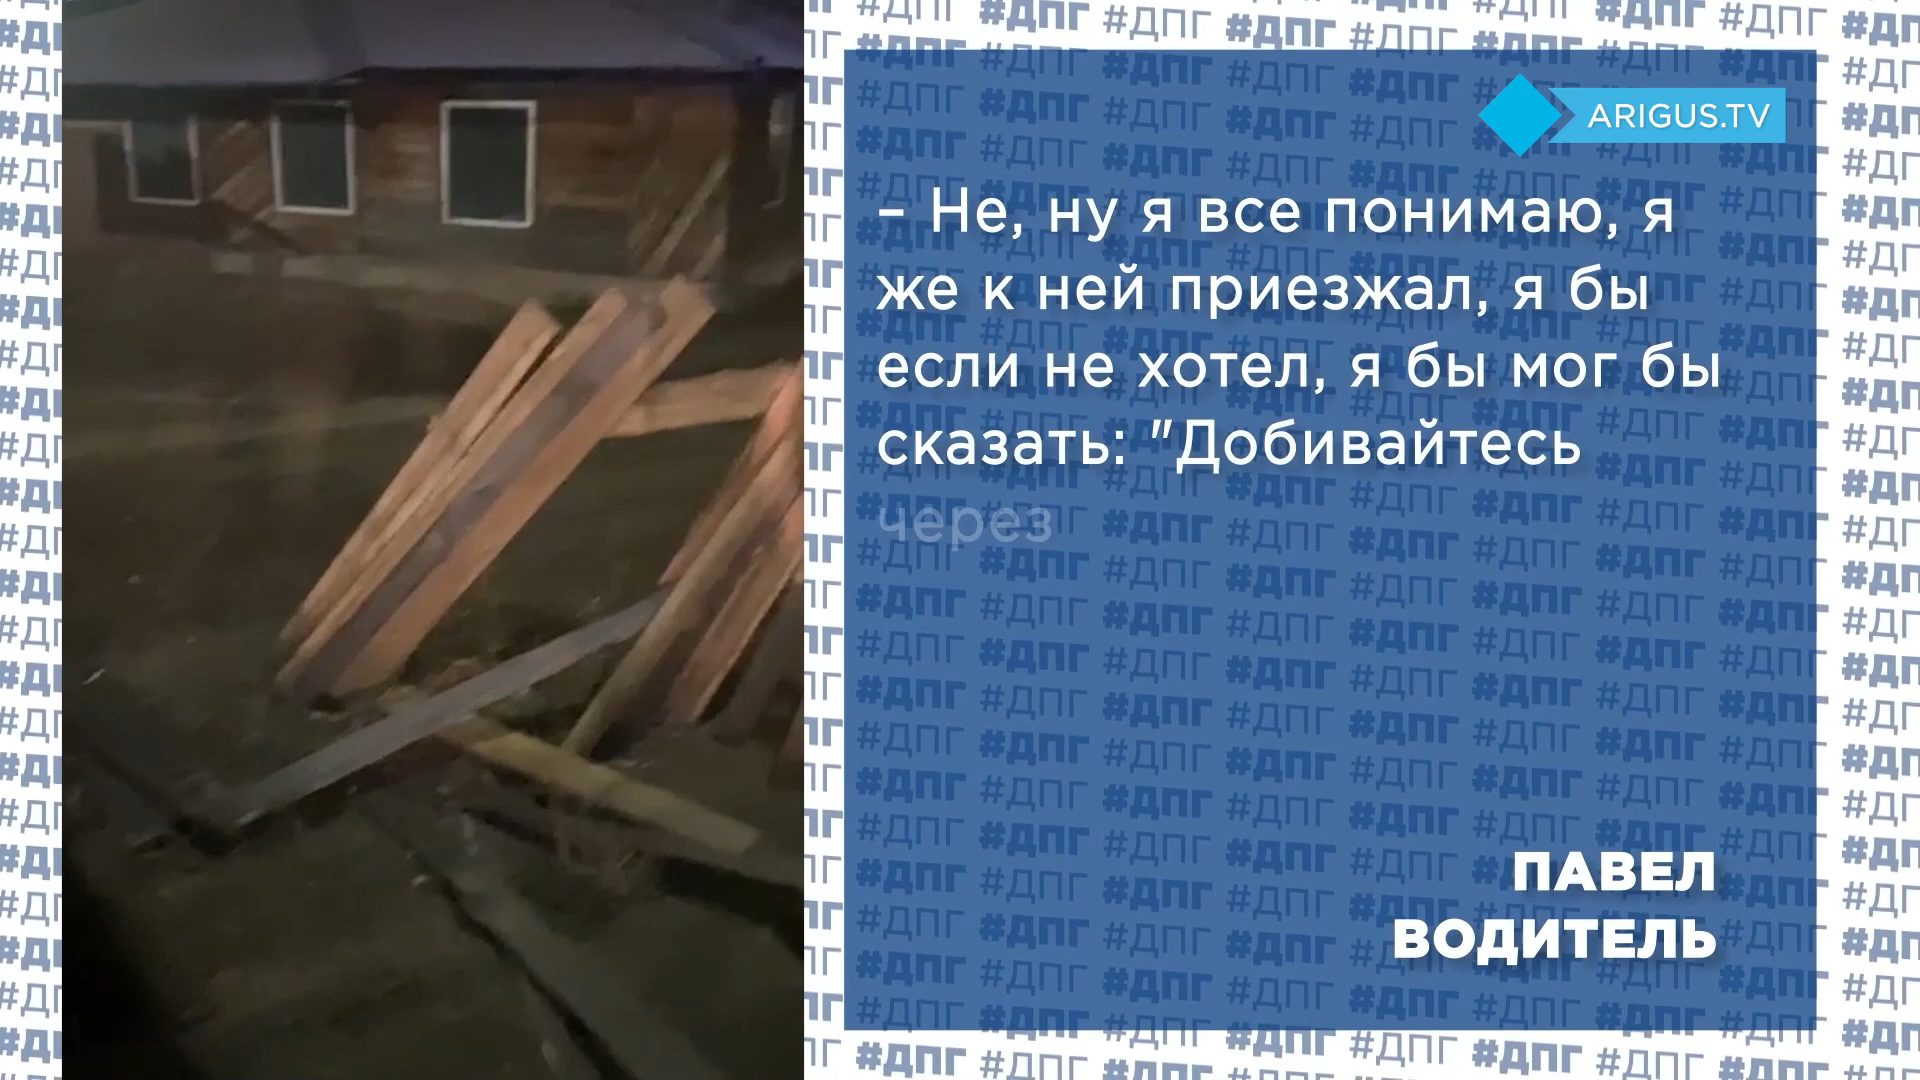 ARIGUS.TV
– Не, ну я все понимаю, я
же к ней приезжал, я бы
если не хотел, я бы мог бы
сказать: "Добивайтесь
через
ПАВЕЛ
ВОДИТЕЛЬ
#ДПГ